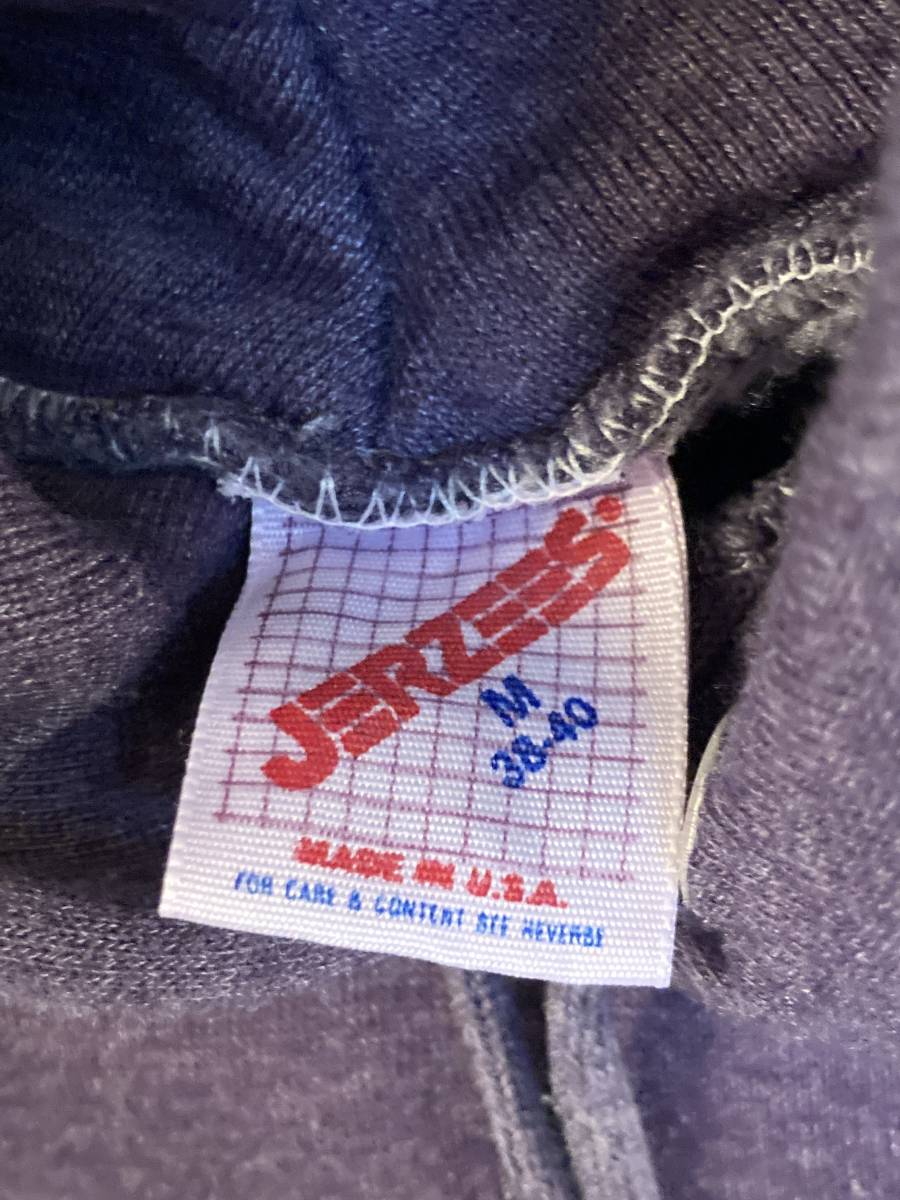 JERZEES
M
38-40
MADE IN U.S.A.
FOR CARE & CONTENT SEE REVERSE